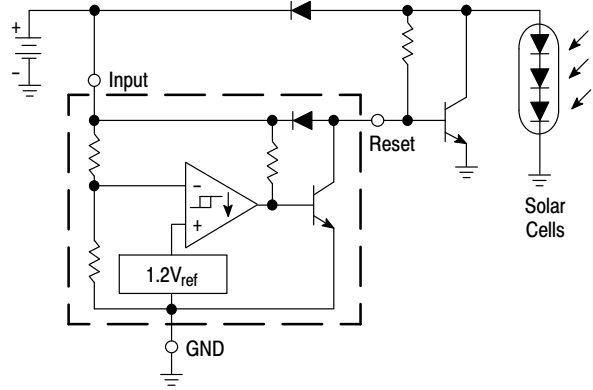 +
−
Input
Reset
−
+
1.2Vref
GND
Solar
Cells